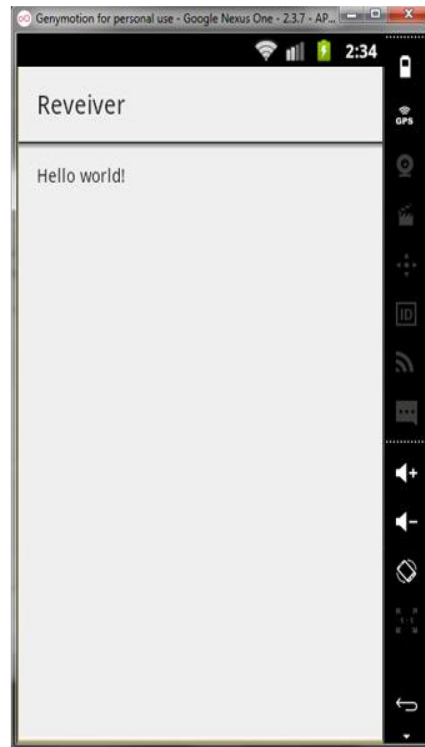 Genymotion for personal use - Google Nexus One - 2.3.7 - AP...
2:34
Reveiver
GPS
Hello world!
ID